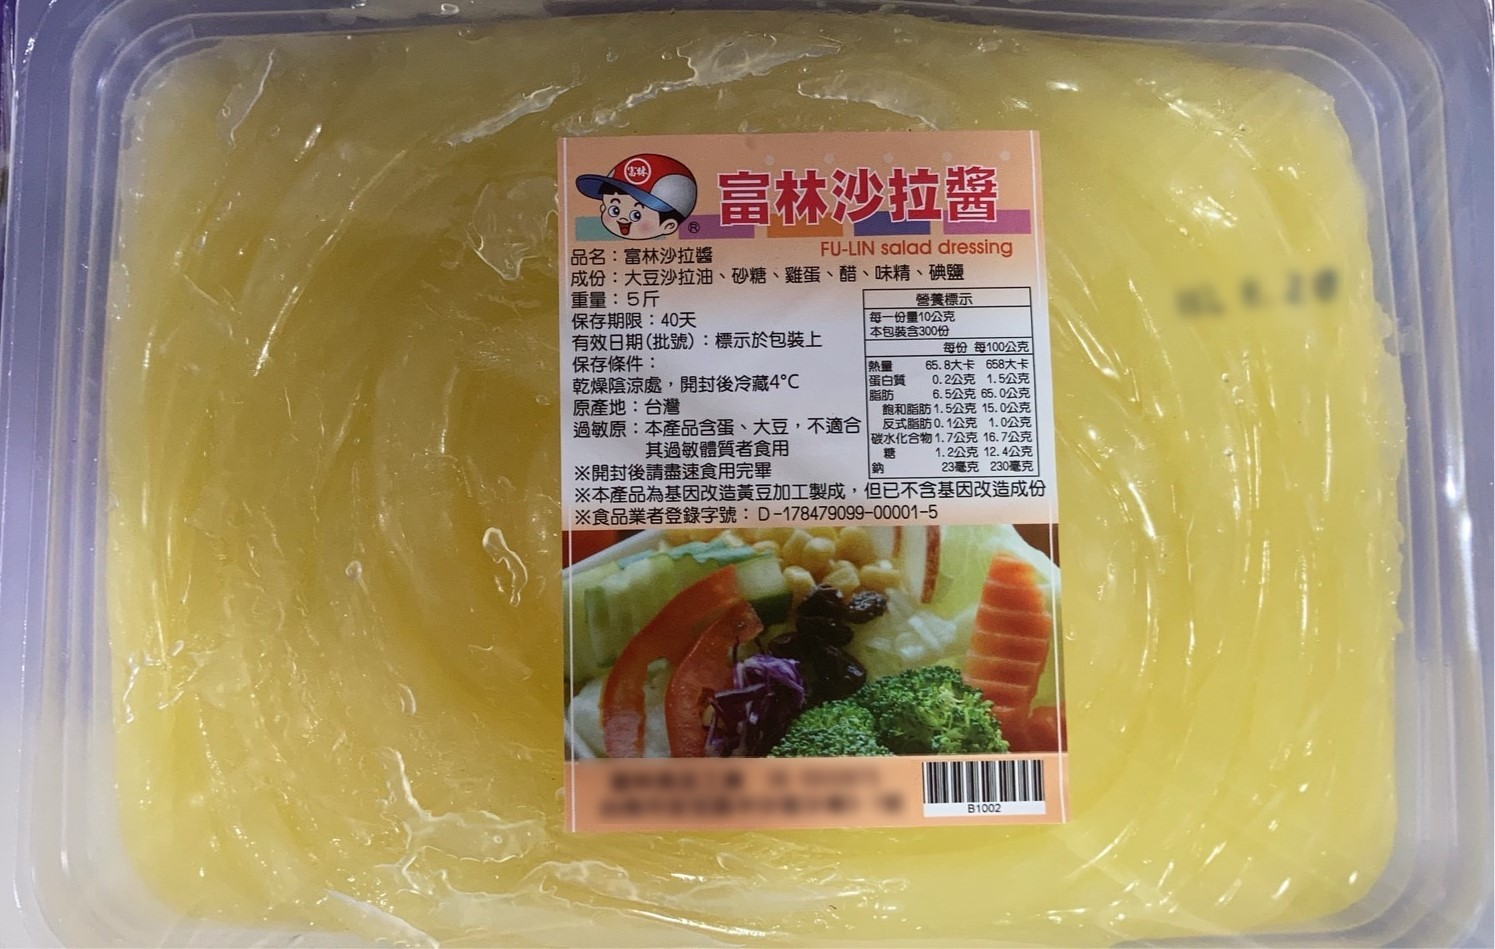 富林
富林沙拉醬
®
FU-LIN salad dressing
品名：富林沙拉醬
成份：大豆沙拉油、砂糖、雞蛋、醋、味精、碘鹽
重量：5斤
保存期限：40天
有效日期(批號)：標示於包裝上
保存條件：
乾燥陰涼處，開封後冷藏4°C
原產地：台灣
過敏原：本產品含蛋、大豆，不適合
其過敏體質者食用
※開封後請盡速食用完畢
※本產品為基因改造黃豆加工製成，但已不含基因改造成份
※食品業者登錄字號：D-178479099-00001-5
營養標示
每一份量10公克
本包裝含300份
每份 每100公克
熱量 65.8大卡 658大卡
蛋白質 0.2公克 1.5公克
脂肪 6.5公克 65.0公克
飽和脂肪 1.5公克 15.0公克
反式脂肪 0.1公克 1.0公克
碳水化合物 1.7公克 16.7公克
糖 1.2公克 12.4公克
鈉 23毫克 230毫克
B1002